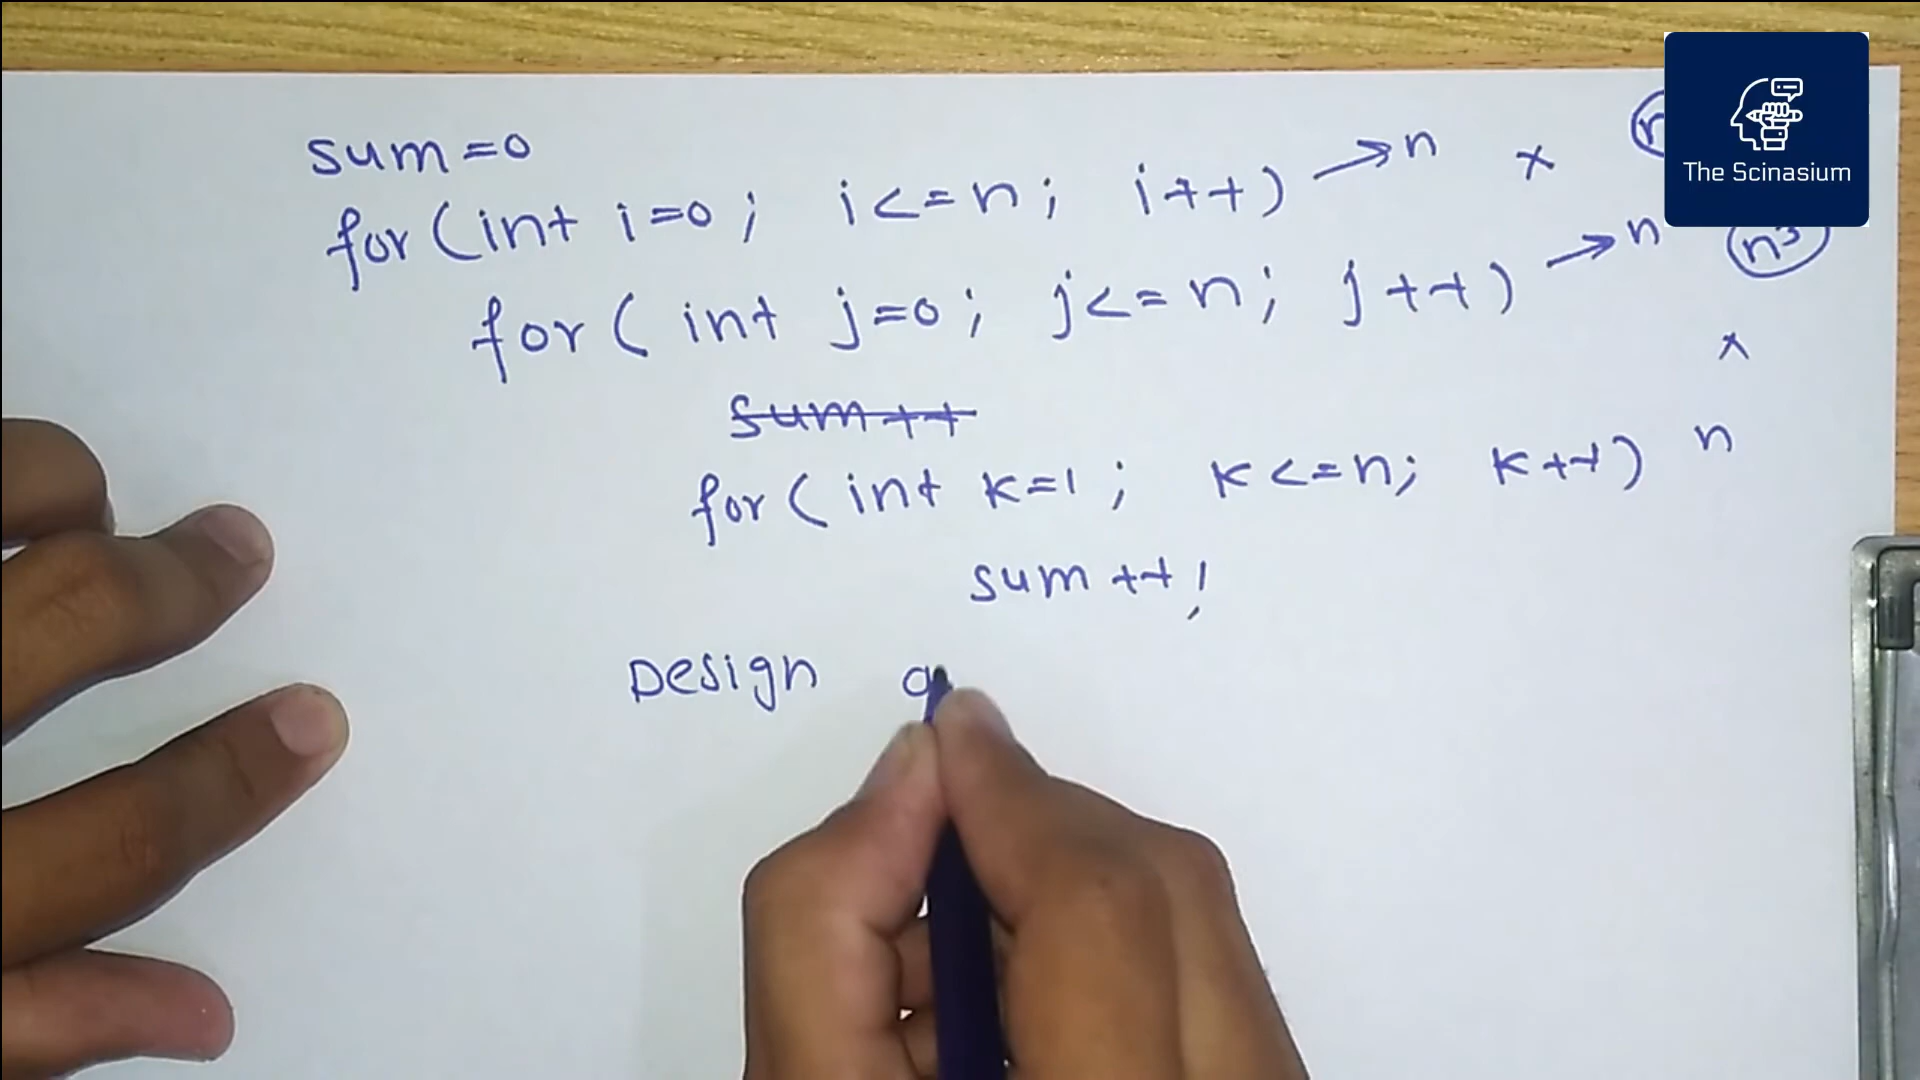 sum=0
for(int i=0; i<=n; i++) → n ×
for( int j=0; j<=n; j++) → n
n³
×
sum++
for( int k=1; k<=n; k++) n
sum++;
Design
The Scinasium